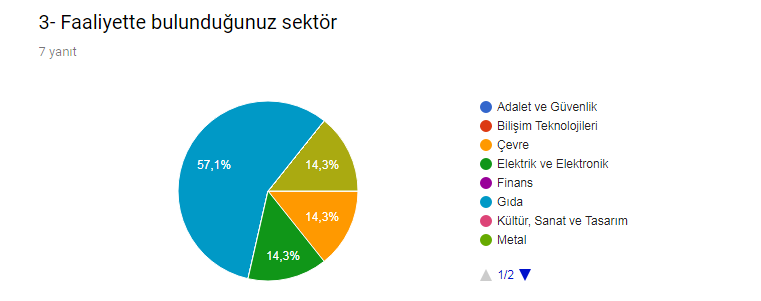 3- Faaliyette bulunduğunuz sektör
7 yanıt
57,1%
14,3%
14,3%
14,3%
Adalet ve Güvenlik
Bilişim Teknolojileri
Çevre
Elektrik ve Elektronik
Finans
Gıda
Kültür, Sanat ve Tasarım
Metal
1/2